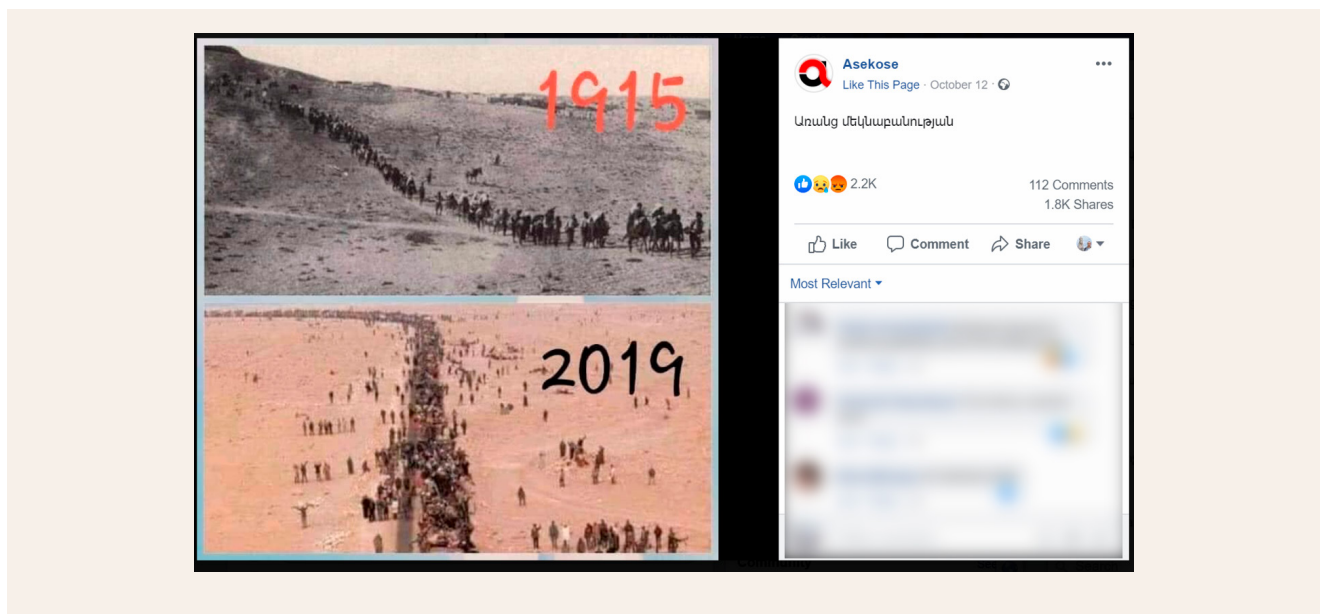 1915
2019
Asekose
Like This Page · October 12 ·
Առանց մեկնաբանության
2.2K
112 Comments
1.8K Shares
Like Comment Share
Most Relevant
Community